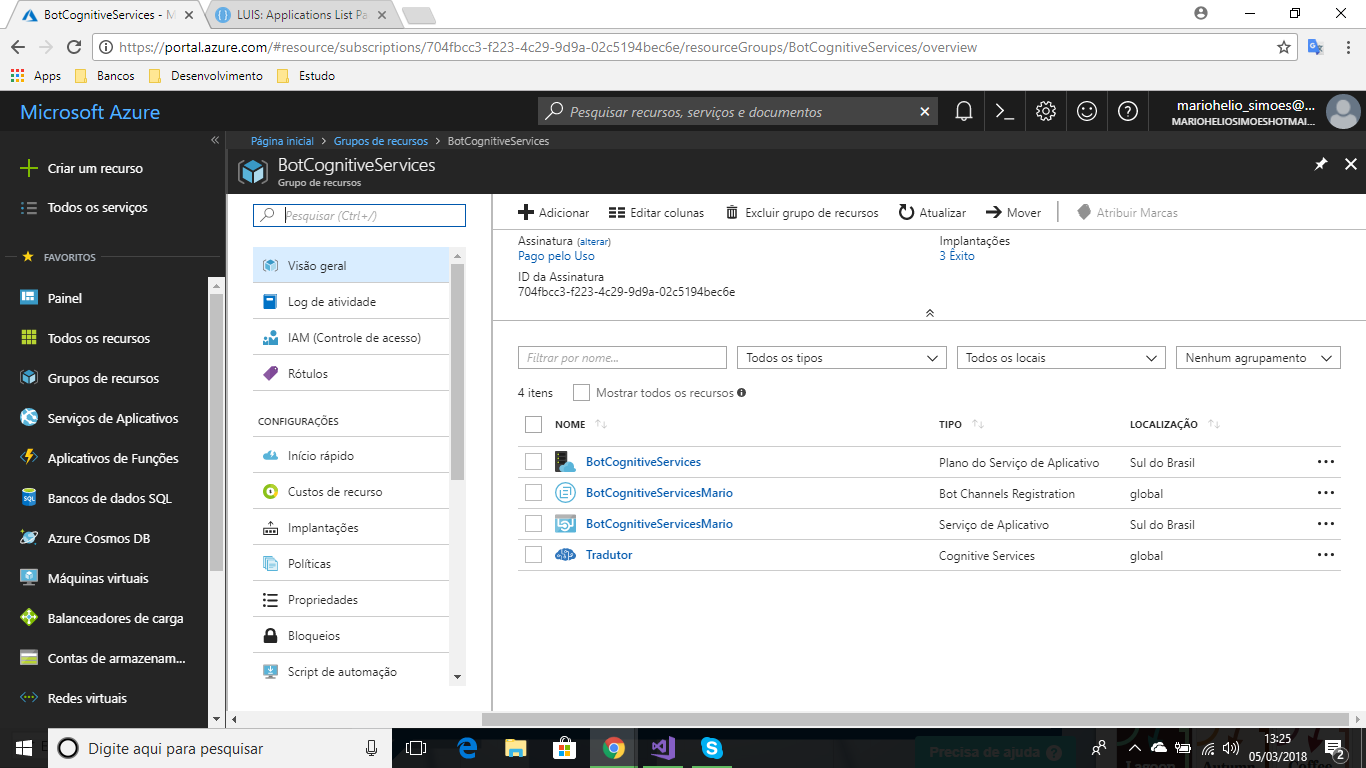 BotCognitiveServices - M
LUIS: Applications List Pa
https://portal.azure.com/#resource/subscriptions/704fbcc3-f223-4c29-9d9a-02c5194bec6e/resourceGroups/BotCognitiveServices/overview
Apps Bancos Desenvolvimento Estudo
Microsoft Azure
Pesquisar recursos, serviços e documentos
mariohelio_simoes@...
MARIOHELIOSIMOESHOTMAI...
Página inicial > Grupos de recursos > BotCognitiveServices
BotCognitiveServices
Grupo de recursos
Criar um recurso
Todos os serviços
FAVORITOS
Painel
Todos os recursos
Grupos de recursos
Serviços de Aplicativos
Aplicativos de Funções
Bancos de dados SQL
SQL
Azure Cosmos DB
Máquinas virtuais
Balanceadores de carga
Contas de armazenam...
Redes virtuais
Pesquisar (Ctrl+/)
Visão geral
Log de atividade
IAM (Controle de acesso)
Rótulos
CONFIGURAÇÕES
Início rápido
Custos de recurso
Implantações
Políticas
Propriedades
Bloqueios
Script de automação
Adicionar Editar colunas Excluir grupo de recursos Atualizar Mover Atribuir Marcas
Assinatura (alterar)
Pago pelo Uso
ID da Assinatura
704fbcc3-f223-4c29-9d9a-02c5194bec6e
Implantações
3 Êxito
Filtrar por nome... Todos os tipos Todos os locais Nenhum agrupamento
4 itens Mostrar todos os recursos
NOME TIPO LOCALIZAÇÃO
BotCognitiveServices Plano do Serviço de Aplicativo Sul do Brasil
BotCognitiveServicesMario Bot Channels Registration global
BotCognitiveServicesMario Serviço de Aplicativo Sul do Brasil
Tradutor Cognitive Services global
Digite aqui para pesquisar
Precisa de ajuda
13:25
05/03/2018
2